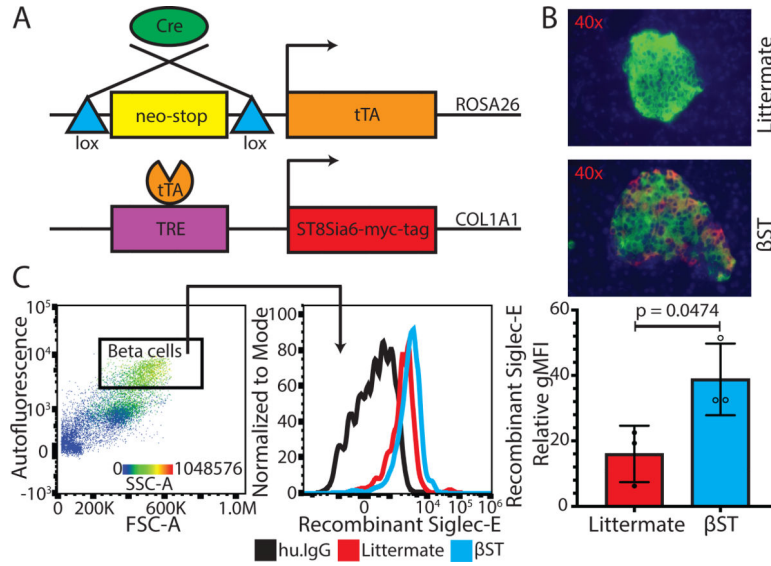 A
Cre
neo-stop
tTA
ROSA26
lox
lox
tTA
TRE
ST8Sia6-myc-tag
COL1A1
B
40x
Littermate
40x
βST
C
Autofluorescence
10⁵
10⁴
10³
0
-10³
Beta cells
0
1048576
SSC-A
0
200K
600K
1.0M
FSC-A
Normalized to Mode
100
80
60
40
20
0
0
10⁴
10⁵
10⁶
Recombinant Siglec-E
hu.IgG
Littermate
βST
Recombinant Siglec-E
Relative gMFI
60
40
20
0
p = 0.0474
Littermate
βST